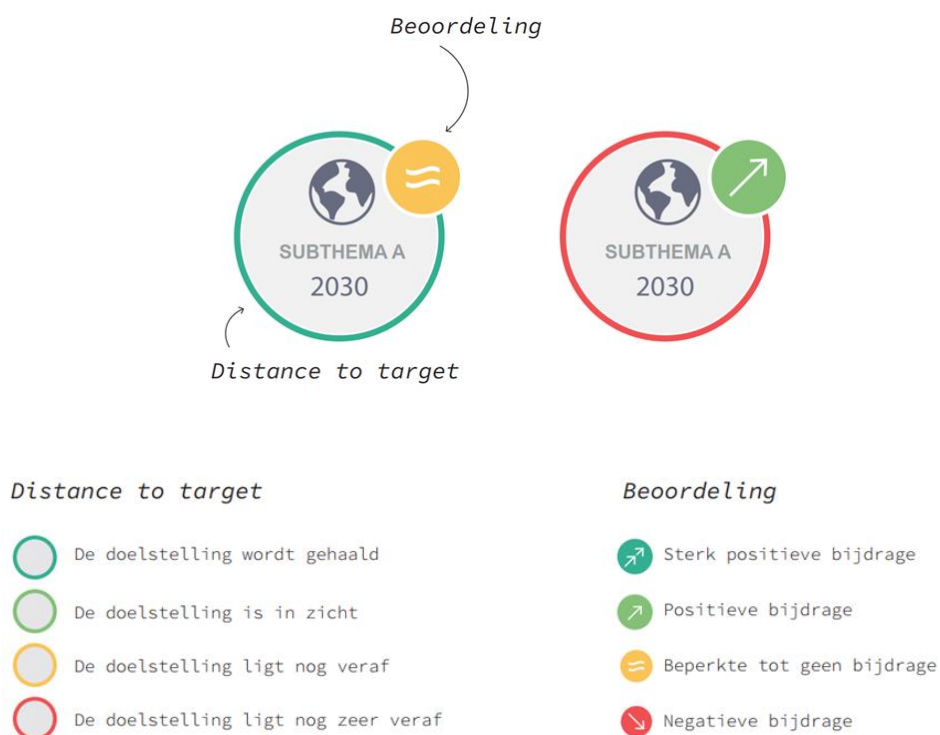 Beoordeling
SUBTHEMA A
2030
SUBTHEMA A
2030
Distance to target
Distance to target
De doelstelling wordt gehaald
De doelstelling is in zicht
De doelstelling ligt nog veraf
De doelstelling ligt nog zeer veraf
Beoordeling
Sterk positieve bijdrage
Positieve bijdrage
Beperkte tot geen bijdrage
Negatieve bijdrage